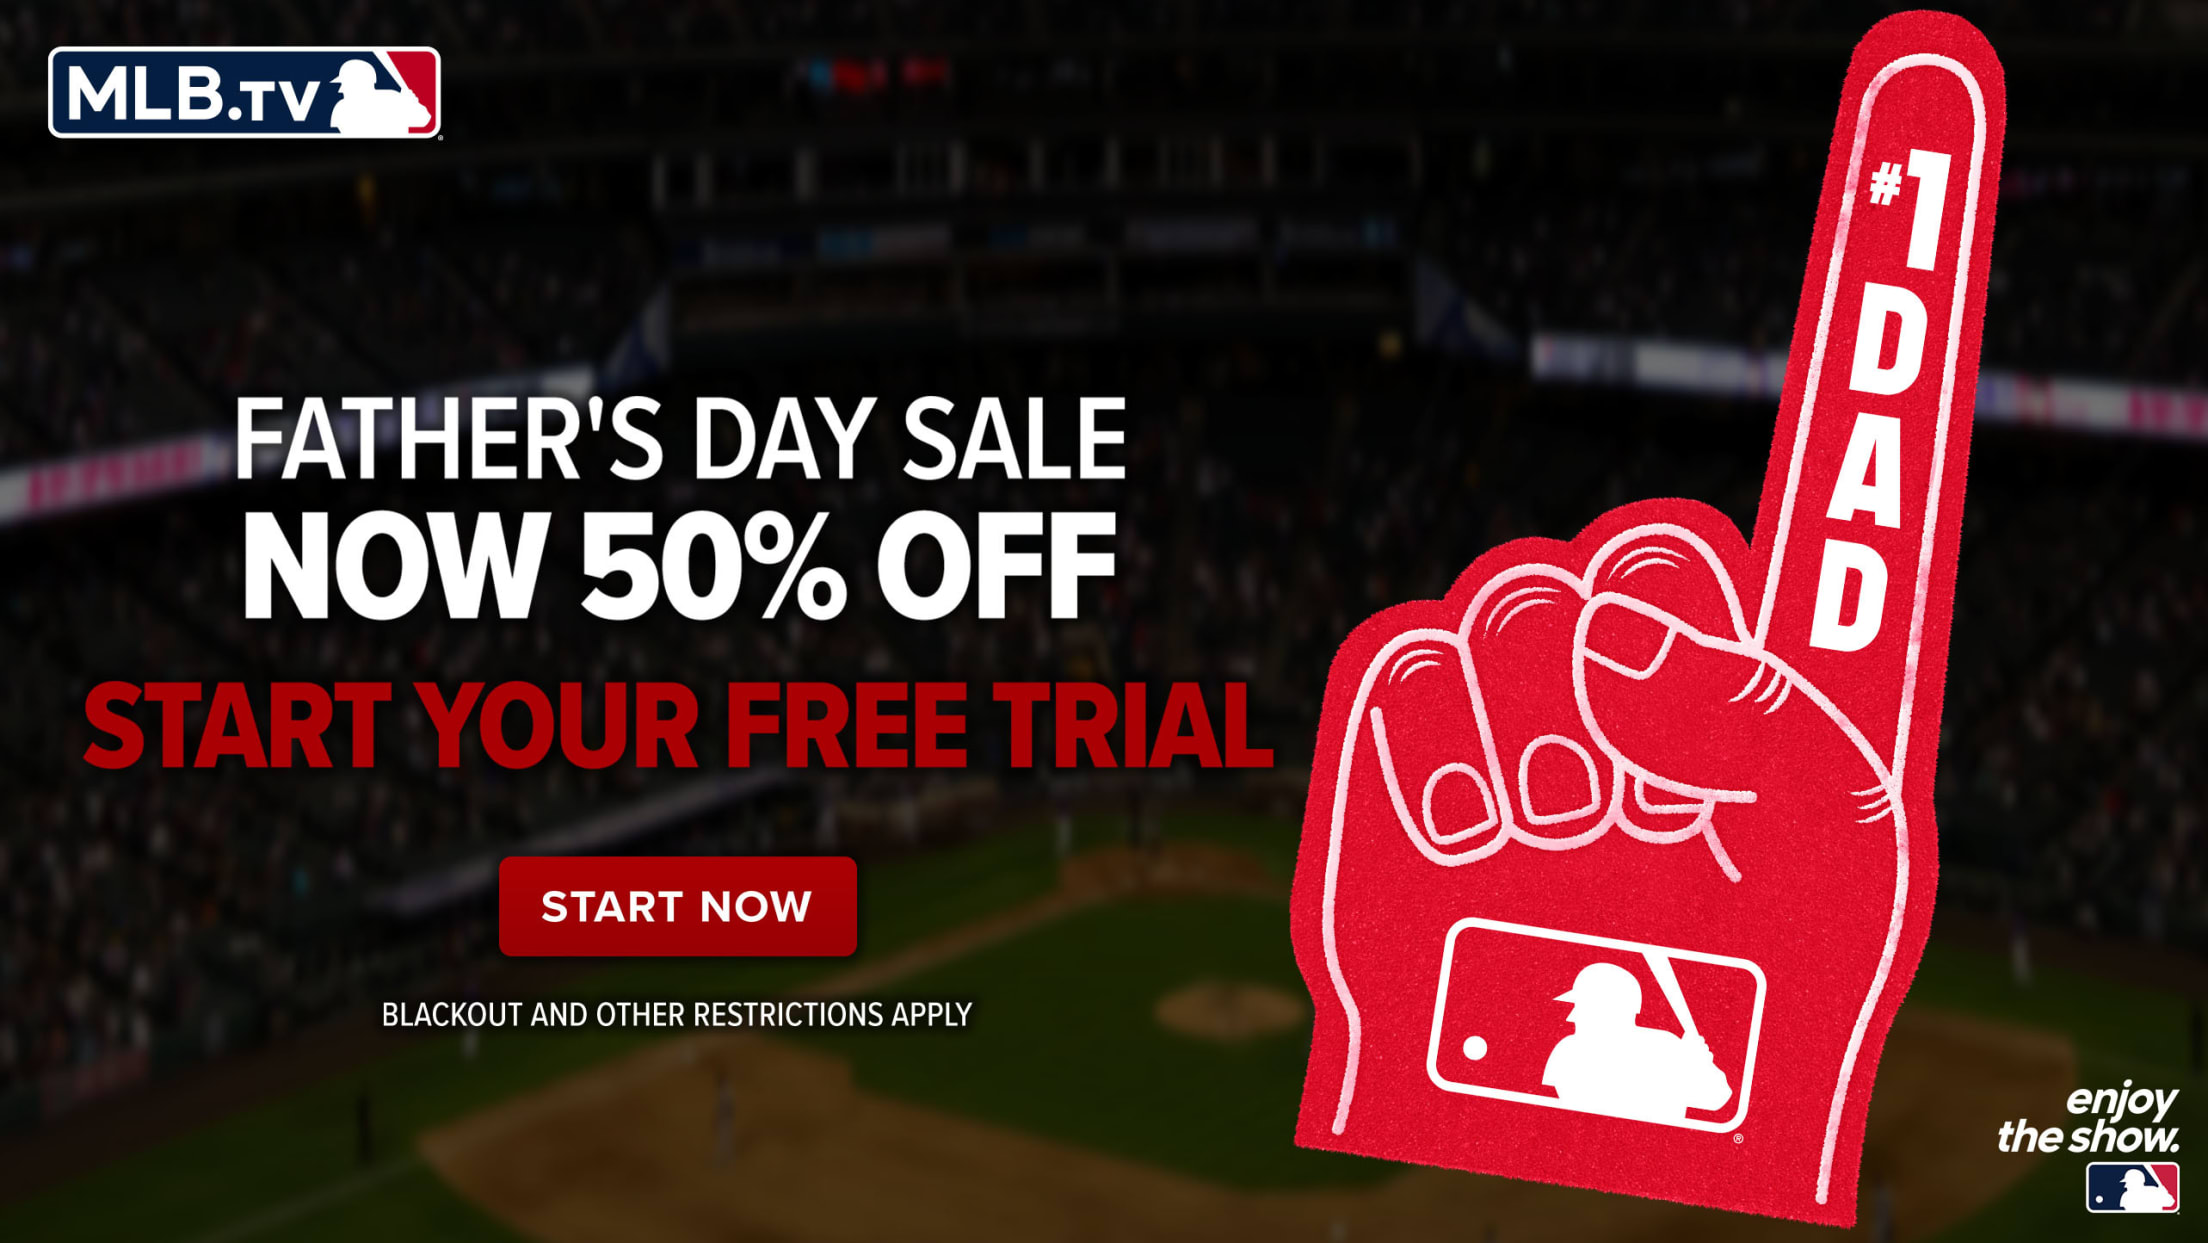 MLB.TV
#1
DAD
FATHER'S DAY SALE
NOW 50% OFF
START YOUR FREE TRIAL
START NOW
BLACKOUT AND OTHER RESTRICTIONS APPLY
enjoy
the show.